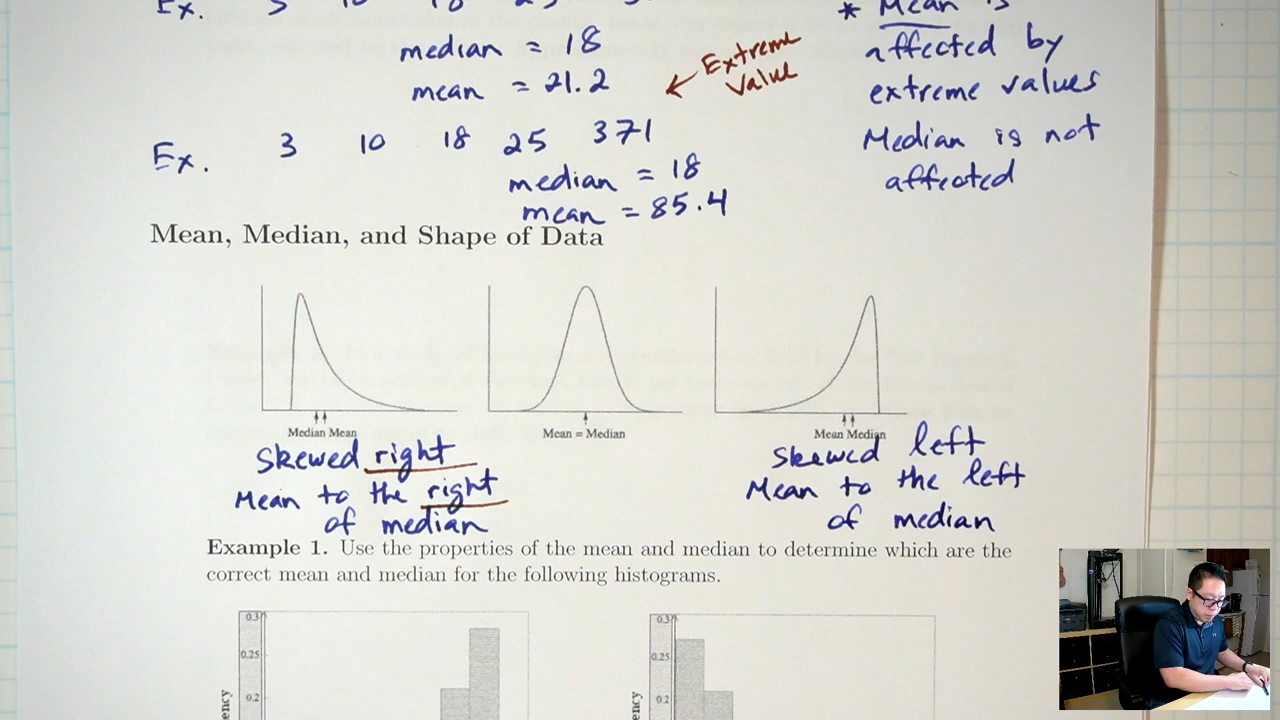 Ex.
* Mean is
median = 18
affected by
mean = 21.2
← Extreme
Value
extreme values
Ex. 3 10 18 25 371
Median is not
affected
median = 18
mean = 85.4
Mean, Median, and Shape of Data
Median Mean
Mean = Median
Mean Median
Skewed right
Mean to the right
of median
Skewed left
Mean to the left
of median
Example 1. Use the properties of the mean and median to determine which are the
correct mean and median for the following histograms.
0.3
0.25
0.2
0.3
0.25
0.2